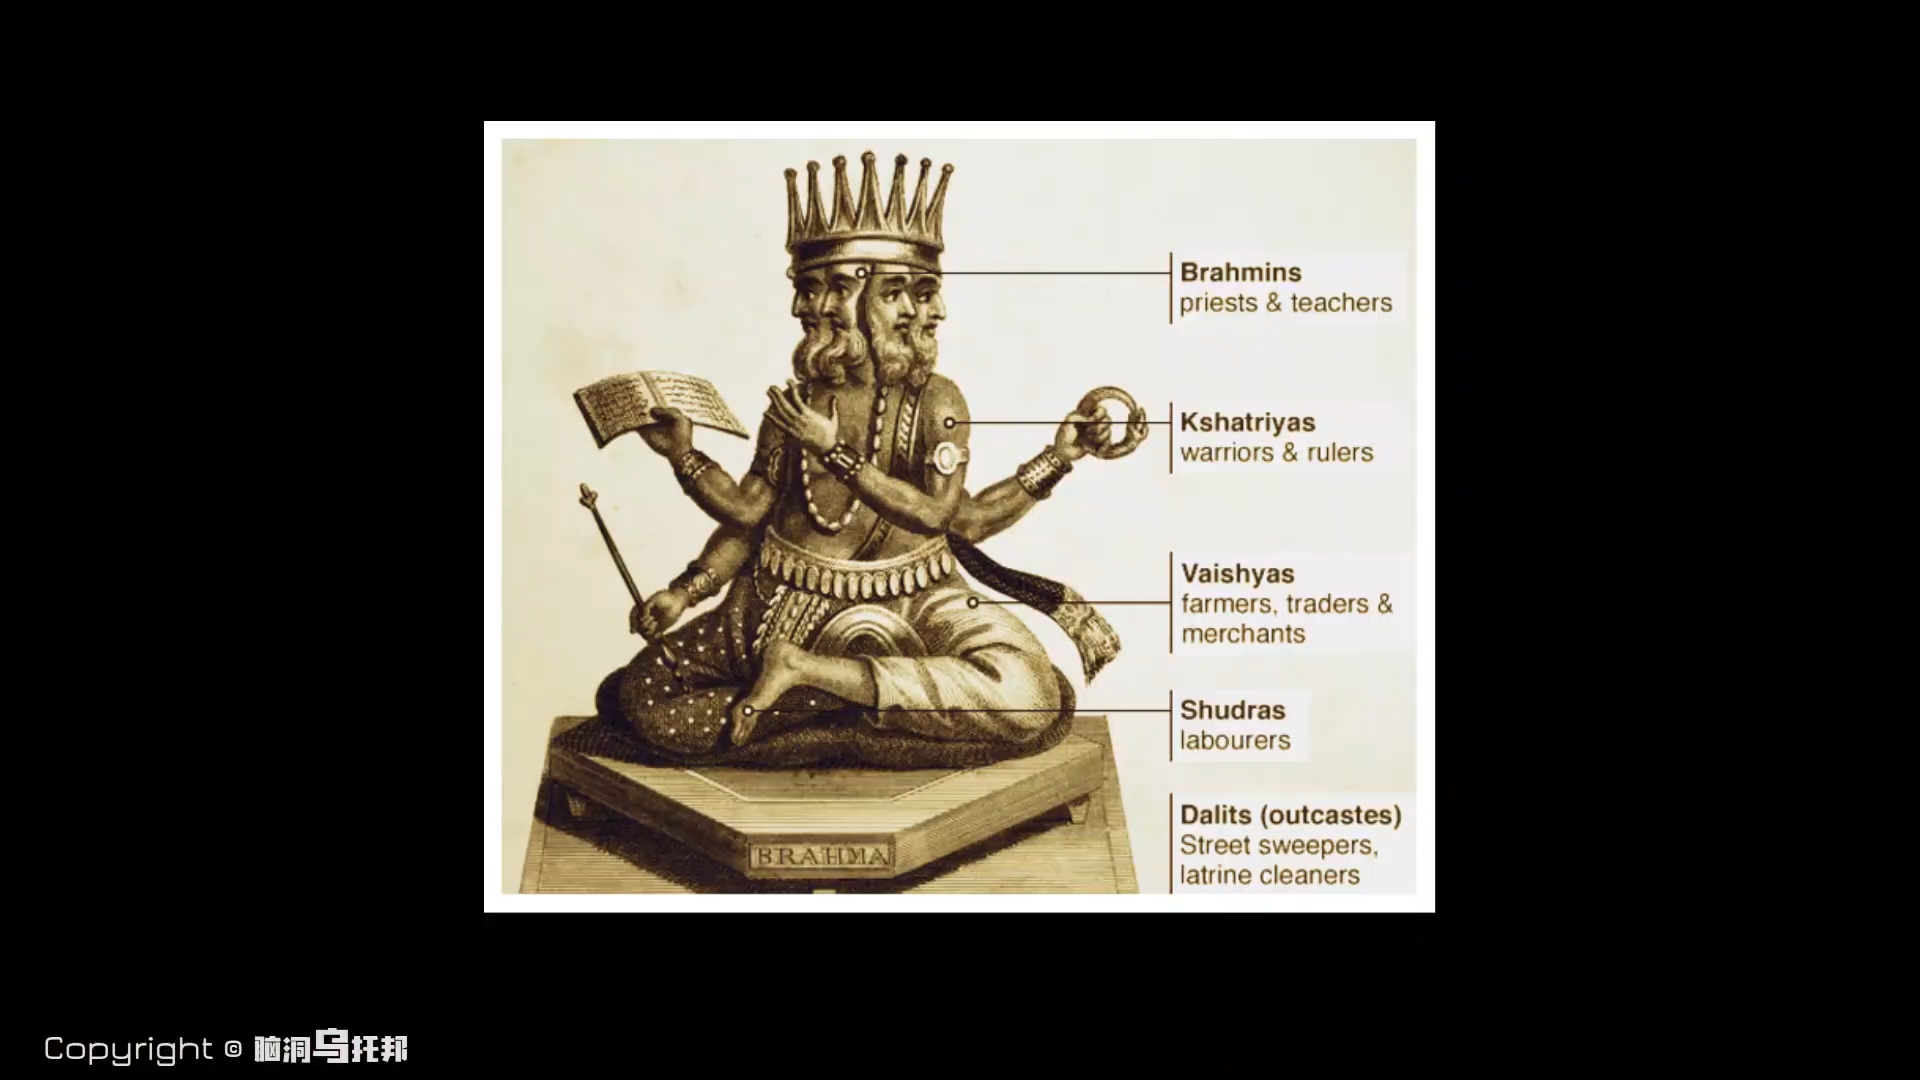 Brahmins
priests & teachers
Kshatriyas
warriors & rulers
Vaishyas
farmers, traders &
merchants
Shudras
labourers
Dalits (outcastes)
Street sweepers,
latrine cleaners
BRAHMA
Copyright © 脑洞乌托邦